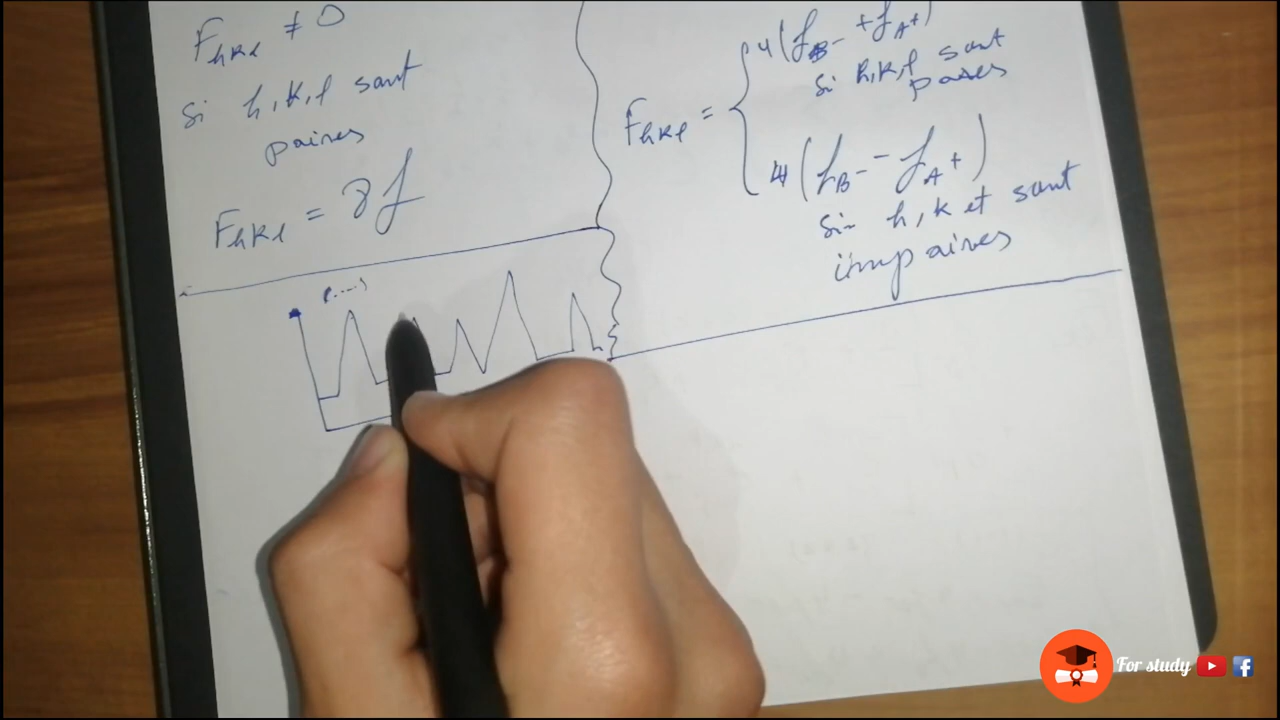 F_hkl ≠ 0
si h, k, l sont
paires
F_hkl = 8f
(....)
F_hkl = { 4(f_B- + f_A+)
si h, k, l sont
paires
4(f_B- - f_A+)
si h, k et sont
impaires
For study